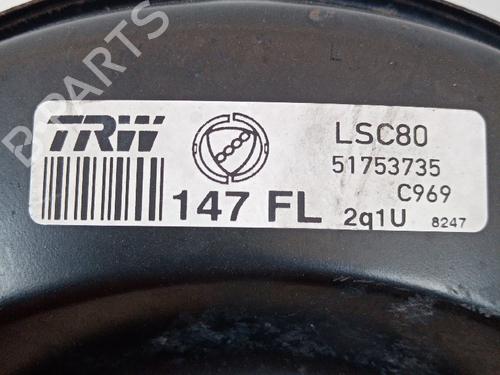 B PARTS
TRW
LSC80
51753735
C969
147 FL
2q1U
8247